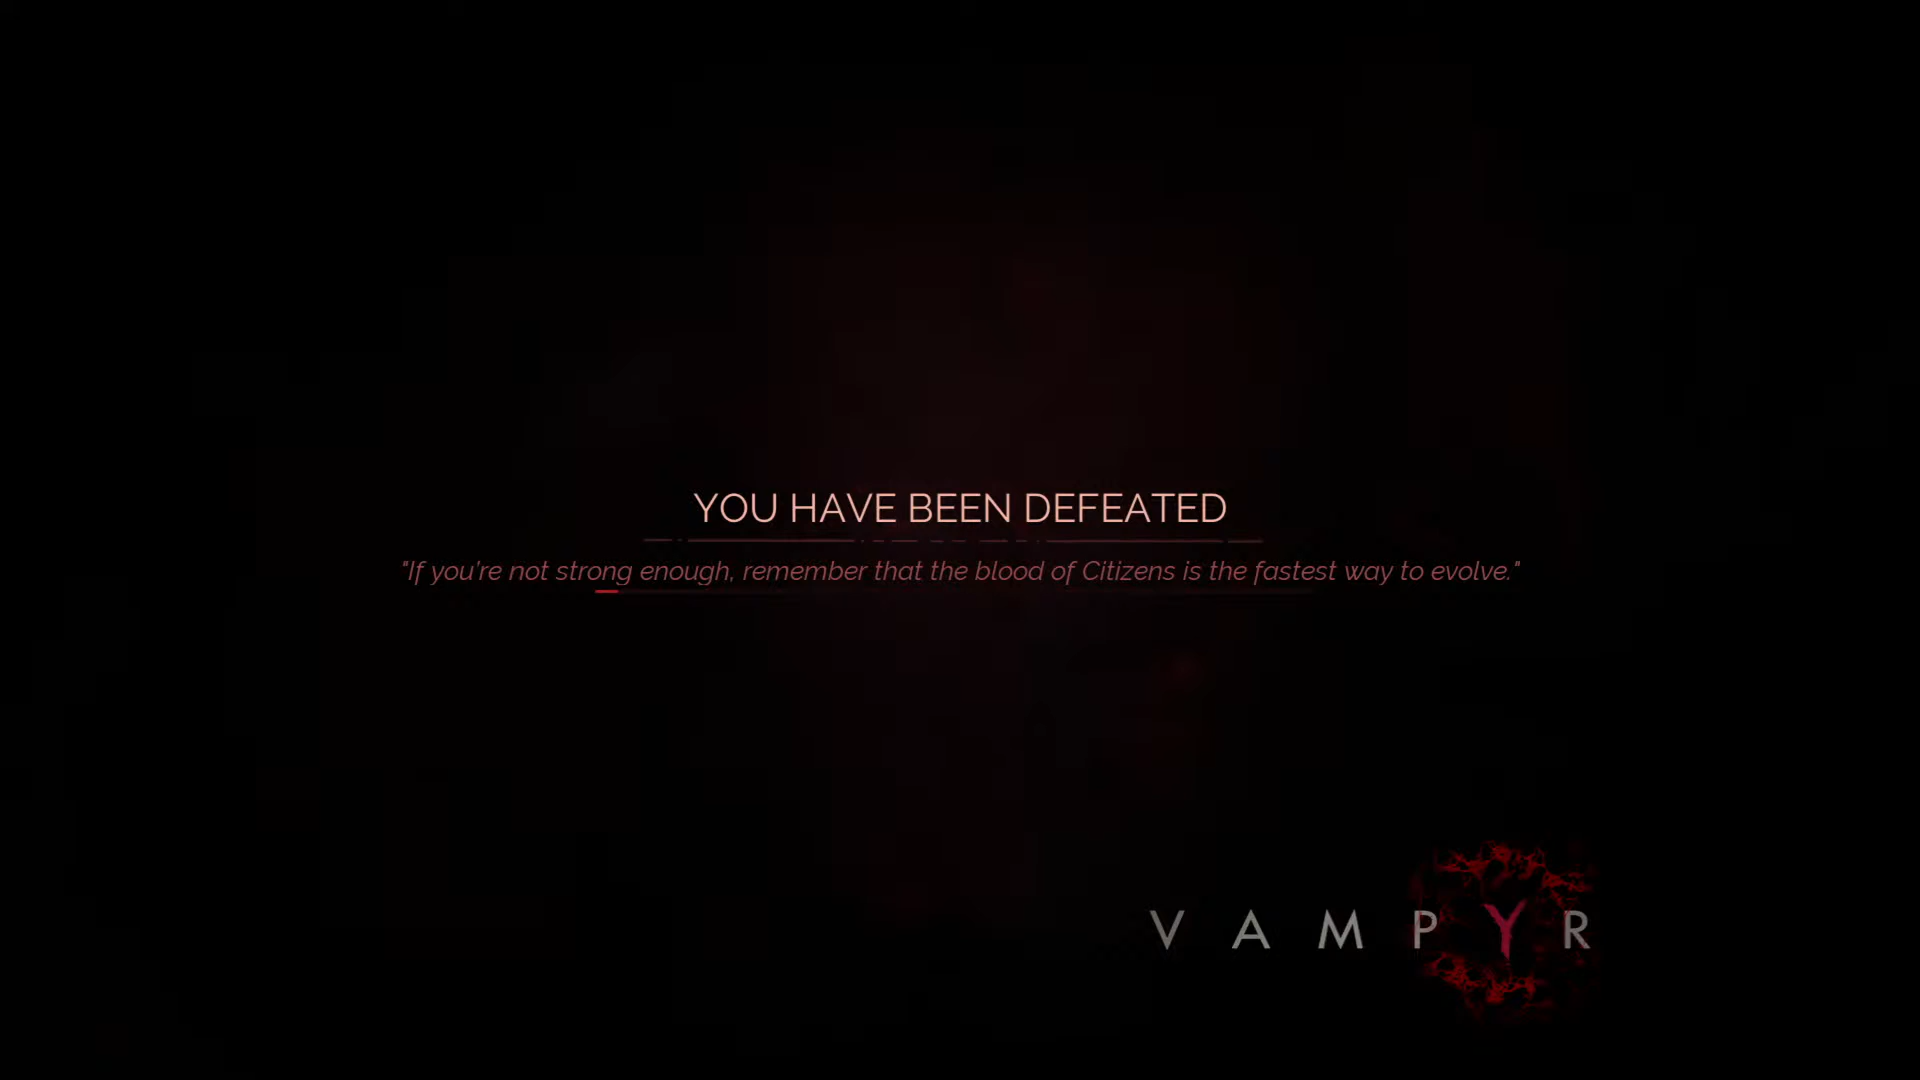 YOU HAVE BEEN DEFEATED
"If you're not strong enough, remember that the blood of Citizens is the fastest way to evolve."
VAMPYR